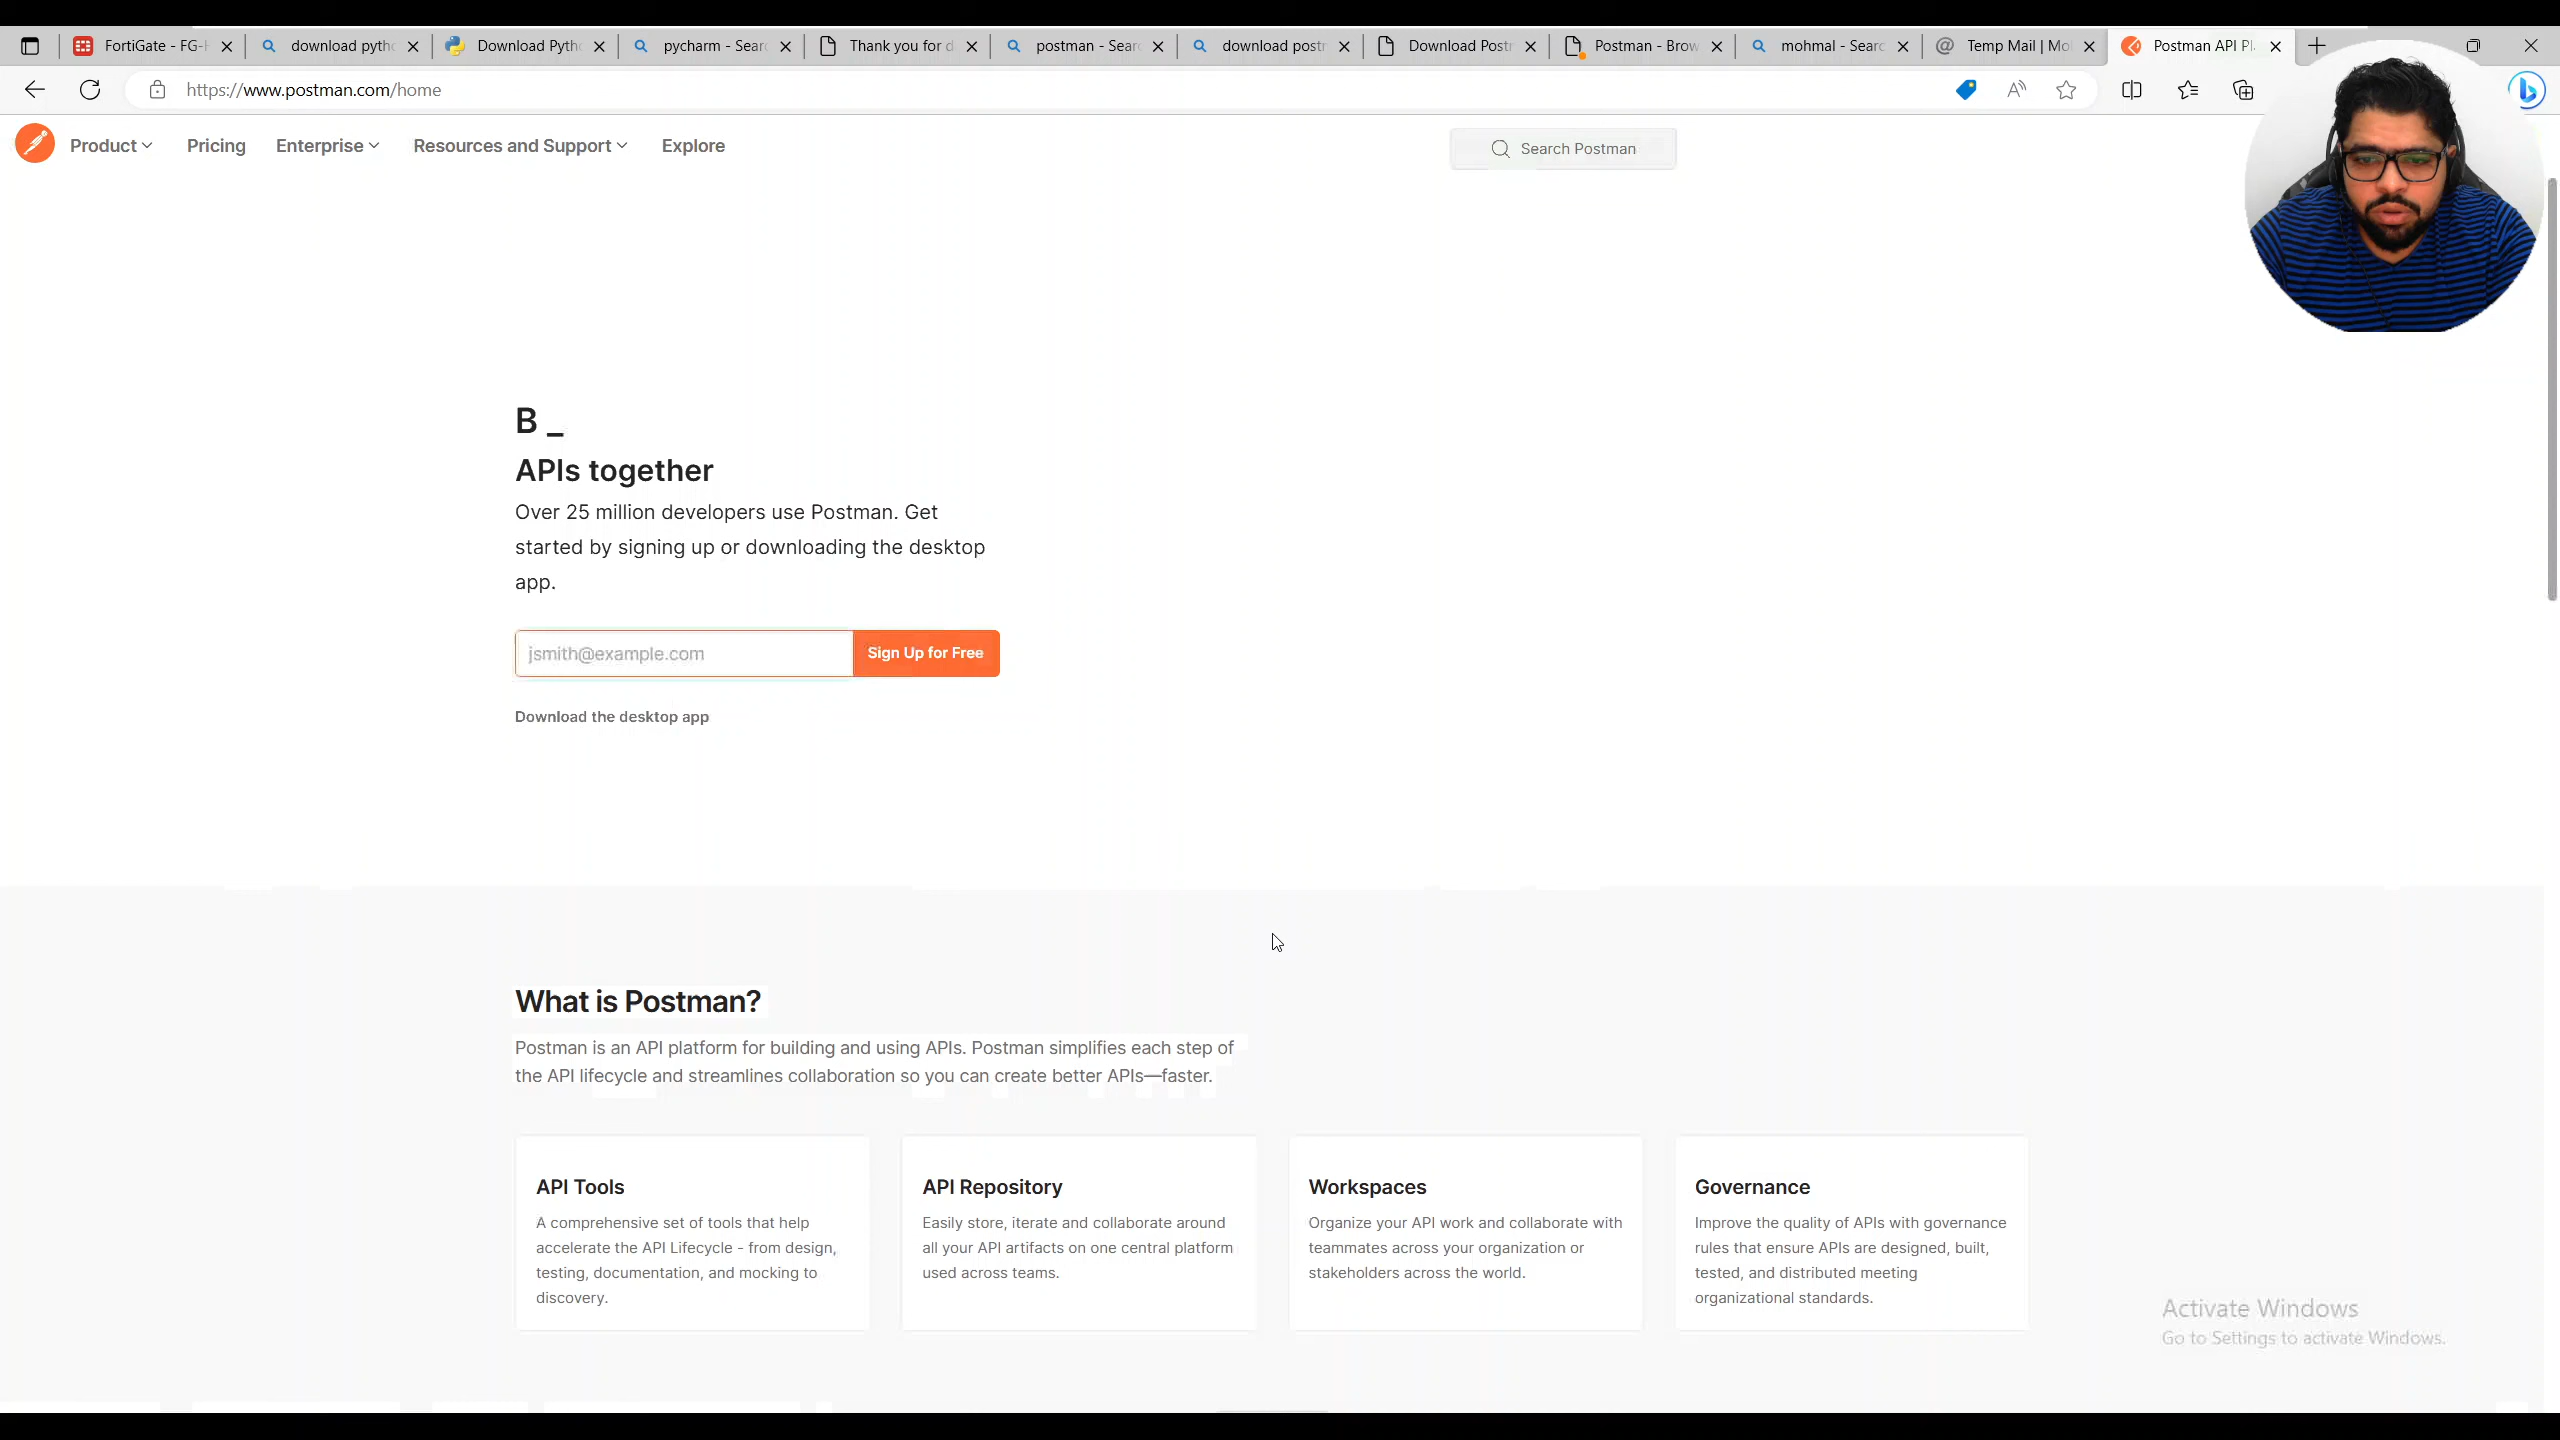 FortiGate - FG-
download pyth
Download Pyth
pycharm - Sear
Thank you for d
postman - Sear
download post
Download Post
Postman - Brow
mohmal - Searc
Temp Mail | Mo
Postman API Pl
https://www.postman.com/home
Product
Pricing
Enterprise
Resources and Support
Explore
Search Postman
B _
APIs together
Over 25 million developers use Postman. Get
started by signing up or downloading the desktop
app.
jsmith@example.com
Sign Up for Free
Download the desktop app
What is Postman?
Postman is an API platform for building and using APIs. Postman simplifies each step of
the API lifecycle and streamlines collaboration so you can create better APIs—faster.
API Tools
A comprehensive set of tools that help
accelerate the API Lifecycle - from design,
testing, documentation, and mocking to
discovery.
API Repository
Easily store, iterate and collaborate around
all your API artifacts on one central platform
used across teams.
Workspaces
Organize your API work and collaborate with
teammates across your organization or
stakeholders across the world.
Governance
Improve the quality of APIs with governance
rules that ensure APIs are designed, built,
tested, and distributed meeting
organizational standards.
Activate Windows
Go to Settings to activate Windows.